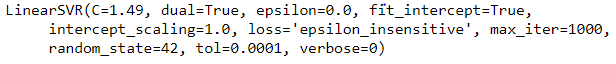 LinearSVR(C=1.49, dual=True, epsilon=0.0, fit_intercept=True,
intercept_scaling=1.0, loss='epsilon_insensitive', max_iter=1000,
random_state=42, tol=0.0001, verbose=0)